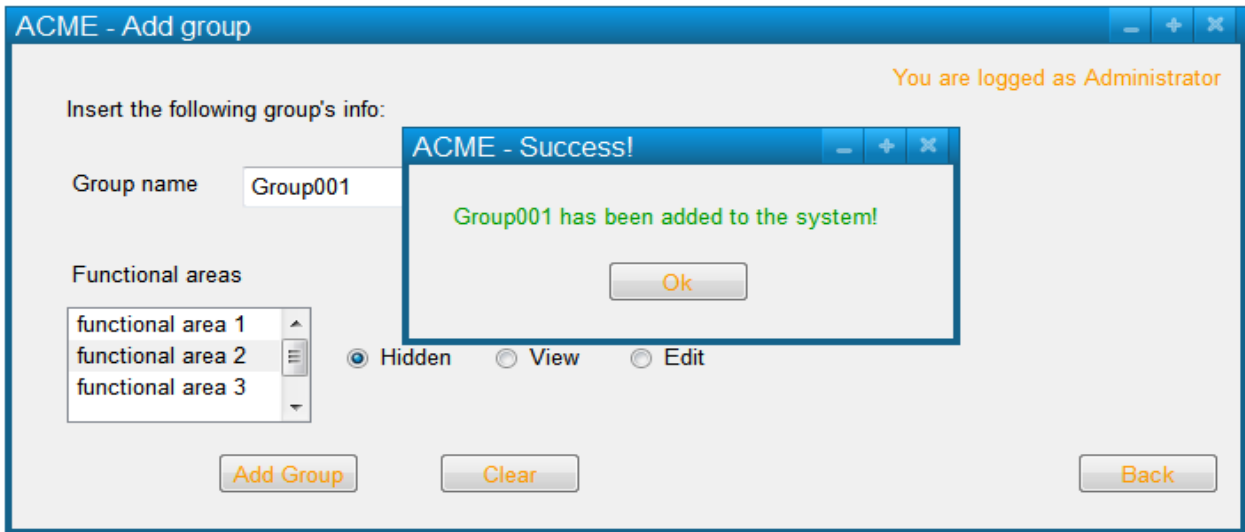 ACME - Add group
You are logged as Administrator
Insert the following group's info:
ACME - Success!
Group name
Group001
Group001 has been added to the system!
Ok
Functional areas
functional area 1
functional area 2
functional area 3
Hidden View Edit
Add Group Clear Back